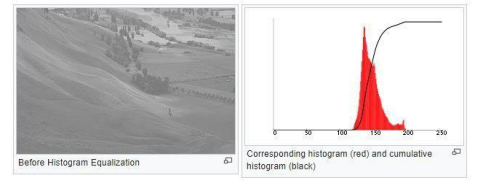 Before Histogram Equalization
0 50 100 150 200 250
Corresponding histogram (red) and cumulative
histogram (black)